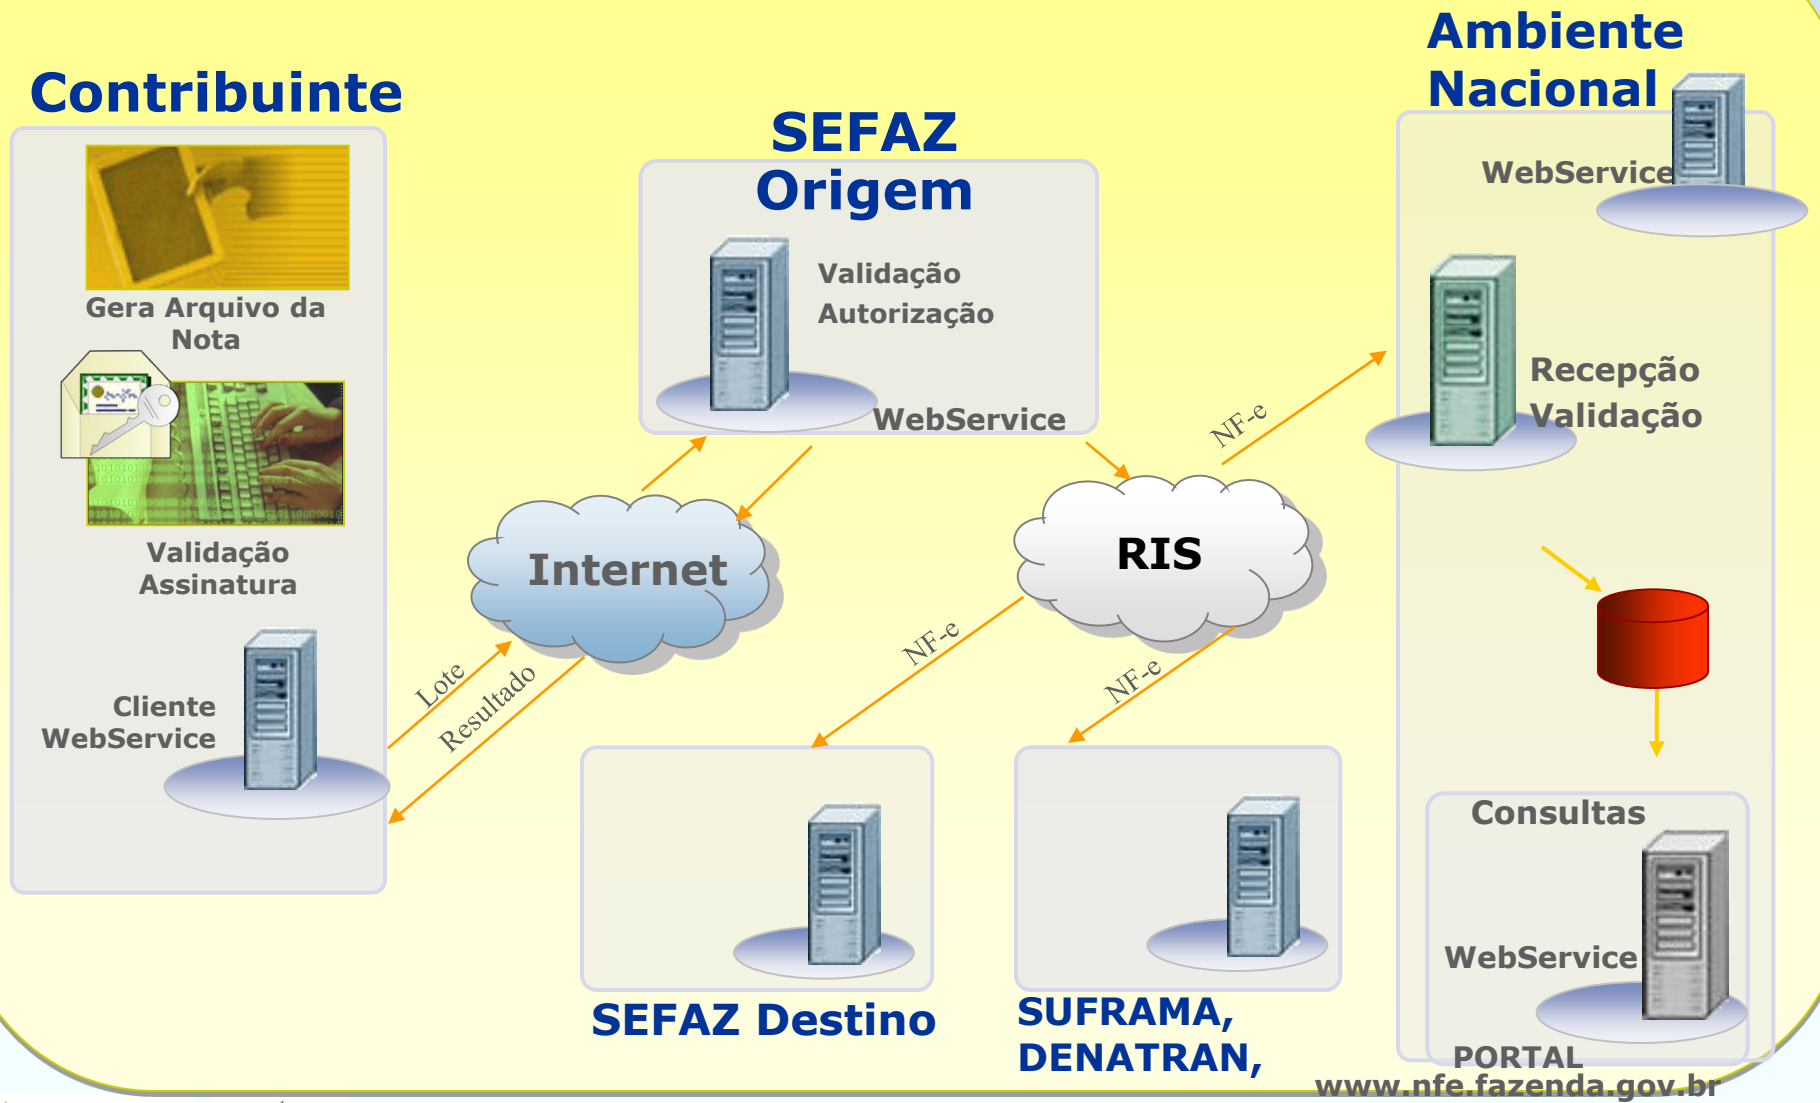 Contribuinte
Gera Arquivo da
Nota
Validação
Assinatura
Cliente
WebService
Lote
Resultado
Internet
SEFAZ
Origem
Validação
Autorização
WebService
RIS
NF-e
NF-e
NF-e
SEFAZ Destino
SUFRAMA,
DENATRAN,
Ambiente
Nacional
WebService
Recepção
Validação
Consultas
WebService
PORTAL
www.nfe.fazenda.gov.br